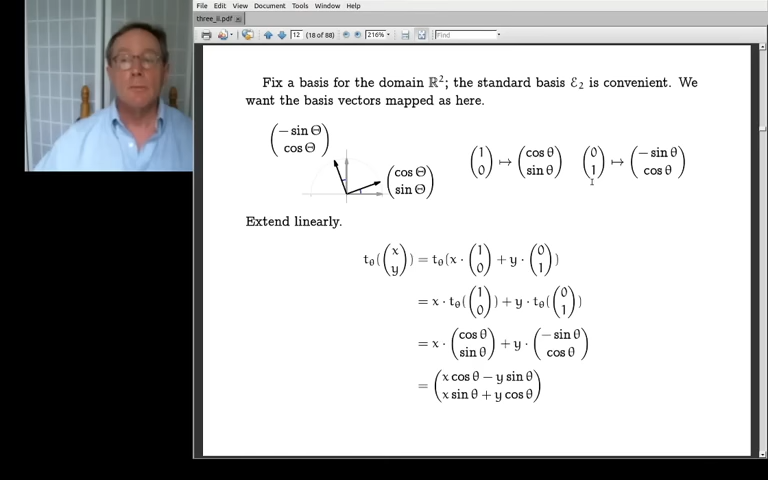 File Edit View Document Tools Window Help
three_ii.pdf
12 (18 of 88) 216% Find
Fix a basis for the domain ℝ²; the standard basis ℰ₂ is convenient. We
want the basis vectors mapped as here.
(− sin Θ
cos Θ)
(cos Θ
sin Θ)
(1
0) ↦ (cos θ
sin θ) (0
1) ↦ (− sin θ
cos θ)
Extend linearly.
t_θ((x
y)) = t_θ(x · (1
0) + y · (0
1))
= x · t_θ((1
0)) + y · t_θ((0
1))
= x · (cos θ
sin θ) + y · (− sin θ
cos θ)
= (x cos θ − y sin θ
x sin θ + y cos θ)